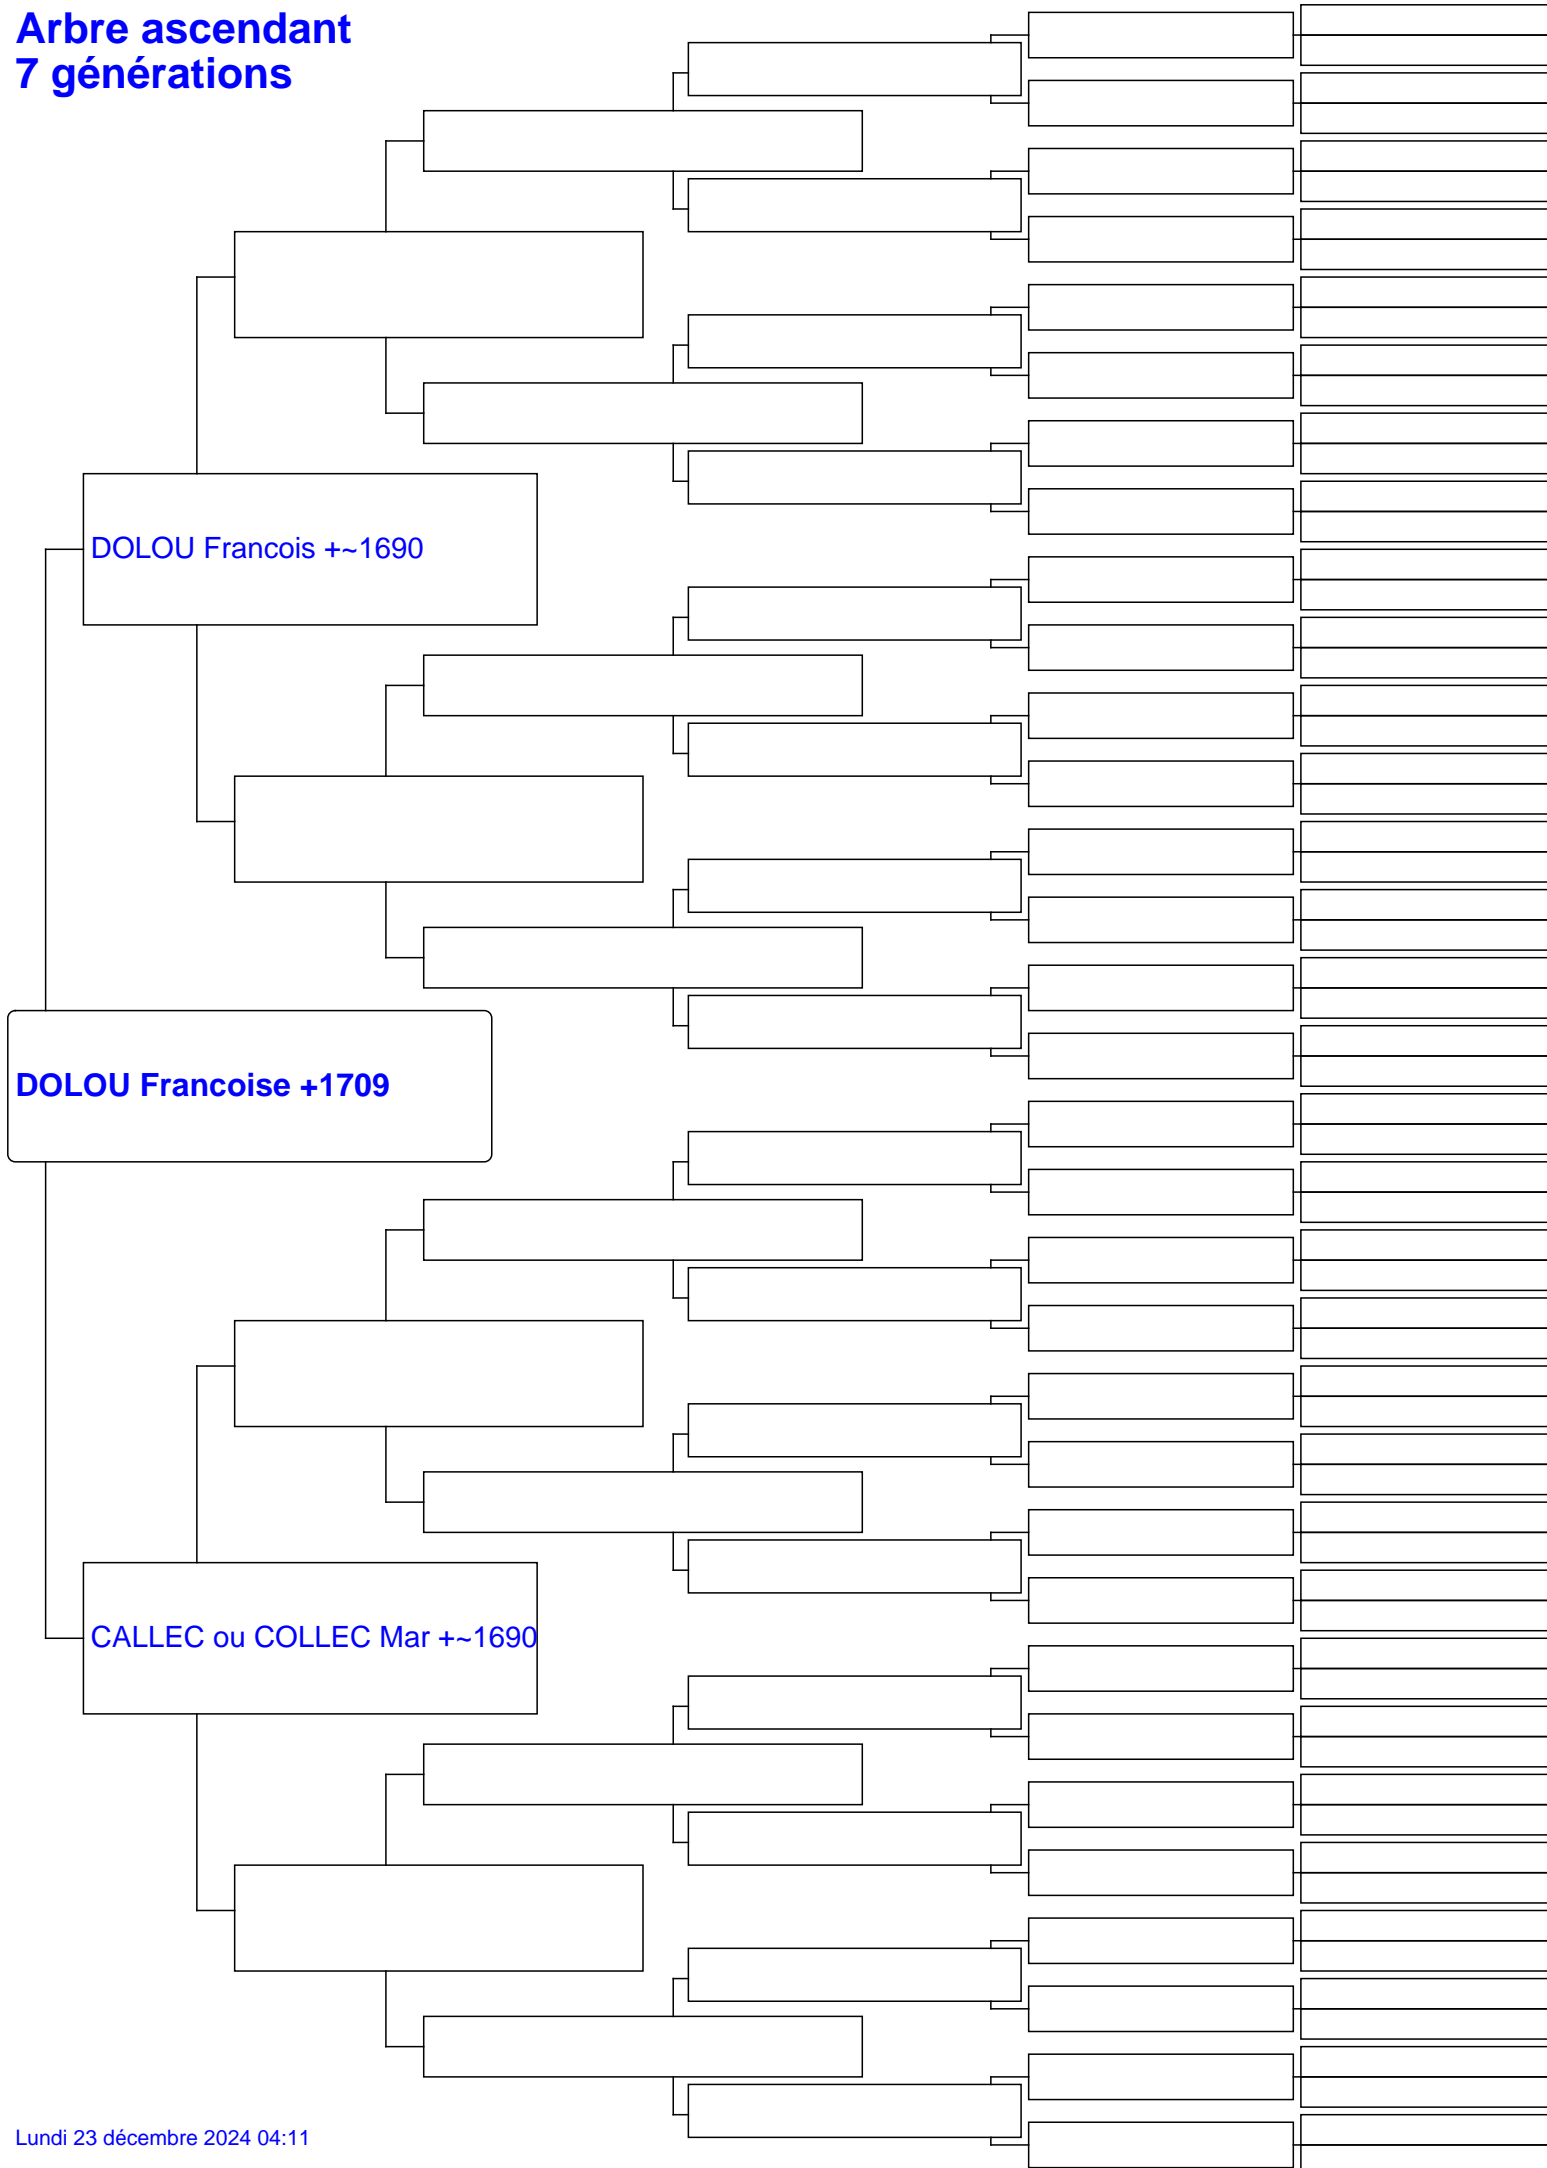 Arbre ascendant
7 générations
DOLOU Francois +~1690
DOLOU Francoise +1709
CALLEC ou COLLEC Mar +~1690
Lundi 23 décembre 2024 04:11